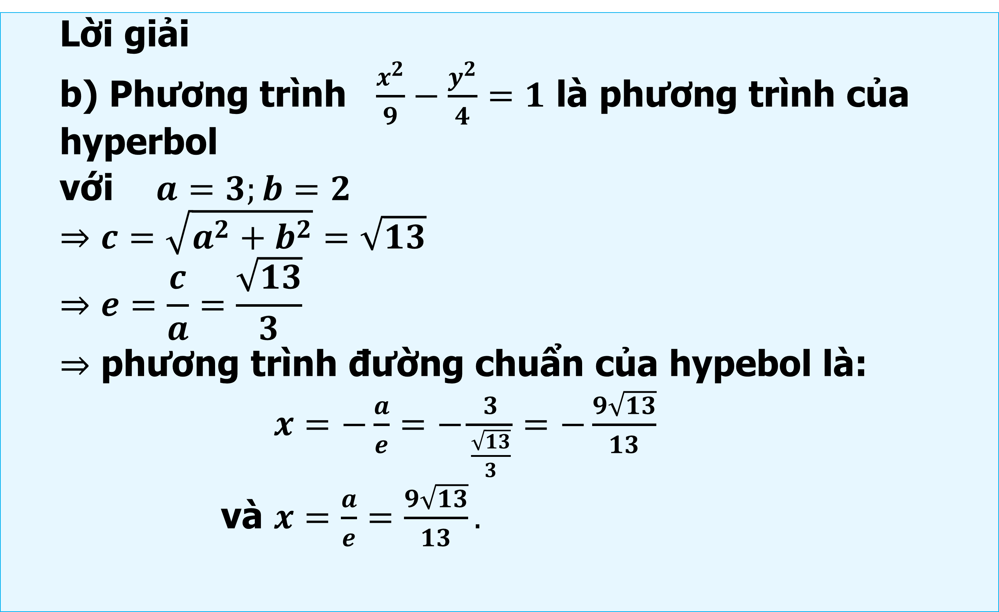 Lời giải
b) Phương trình $\frac{x^2}{9} - \frac{y^2}{4} = 1$ là phương trình của
hyperbol
với $a = 3; b = 2$
$\Rightarrow c = \sqrt{a^2 + b^2} = \sqrt{13}$
$\Rightarrow e = \frac{c}{a} = \frac{\sqrt{13}}{3}$
$\Rightarrow$ phương trình đường chuẩn của hypebol là:
$x = -\frac{a}{e} = -\frac{3}{\frac{\sqrt{13}}{3}} = -\frac{9\sqrt{13}}{13}$
và $x = \frac{a}{e} = \frac{9\sqrt{13}}{13}$.